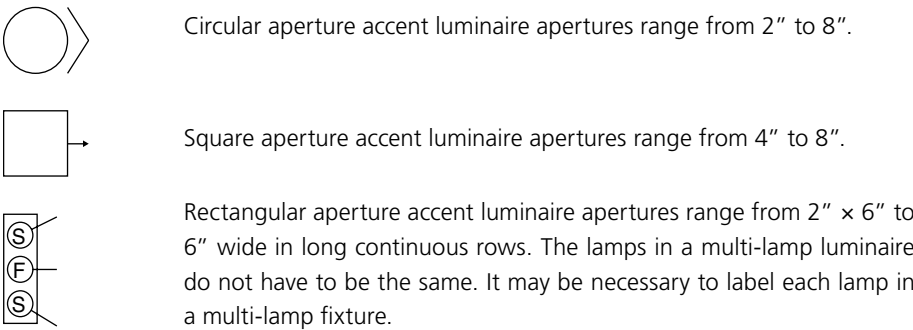 Circular aperture accent luminaire apertures range from 2″ to 8″.
Square aperture accent luminaire apertures range from 4″ to 8″.
Rectangular aperture accent luminaire apertures range from 2″ × 6″ to
6″ wide in long continuous rows. The lamps in a multi-lamp luminaire
do not have to be the same. It may be necessary to label each lamp in
a multi-lamp fixture.
S
F
S